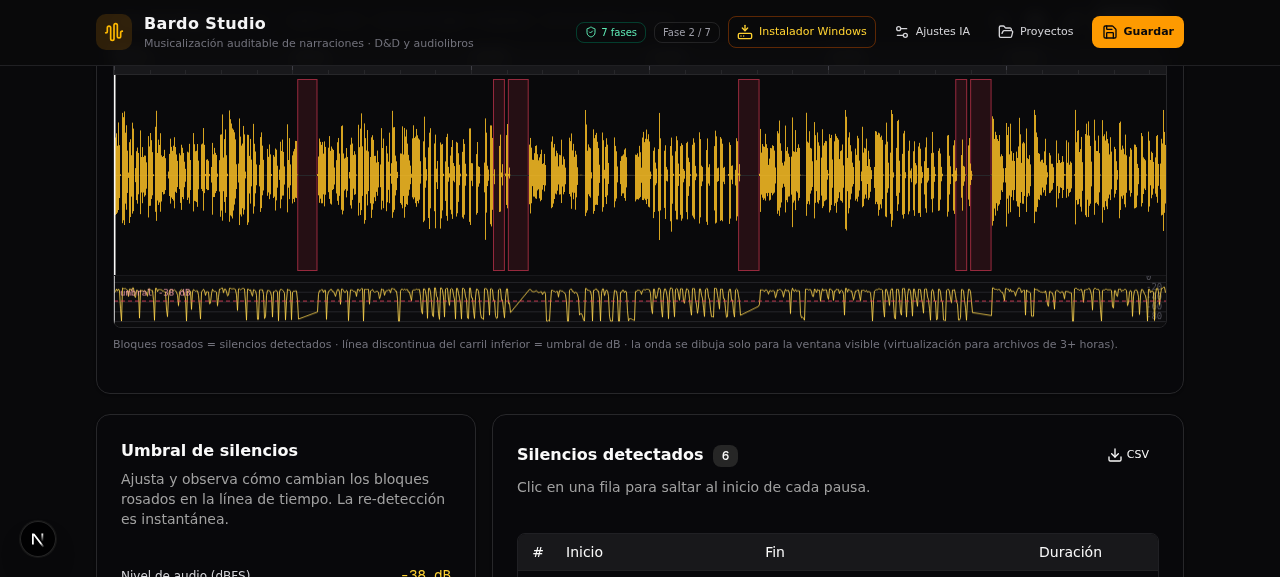 Bardo Studio
Musicalización auditable de narraciones · D&D y audiolibros
7 fases
Fase 2 / 7
Instalador Windows
Ajustes IA
Proyectos
Guardar
Bloques rosados = silencios detectados · línea discontinua del carril inferior = umbral de dB · la onda se dibuja solo para la ventana visible (virtualización para archivos de 3+ horas).
Umbral de silencios
Ajusta y observa cómo cambian los bloques
rosados en la línea de tiempo. La re-detección
es instantánea.
Nivel de audio (dBFS)
-38 dB
Silencios detectados 6
CSV
Clic en una fila para saltar al inicio de cada pausa.
# Inicio Fin Duración